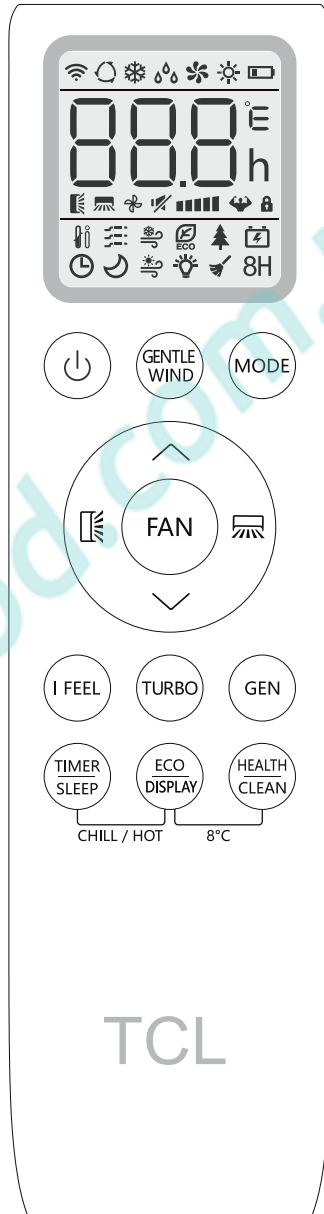 88.8 °E
h
ECO
8H
GENTLE
WIND
MODE
FAN
I FEEL
TURBO
GEN
TIMER
SLEEP
ECO
DISPLAY
HEALTH
CLEAN
CHILL / HOT
8°C
TCL